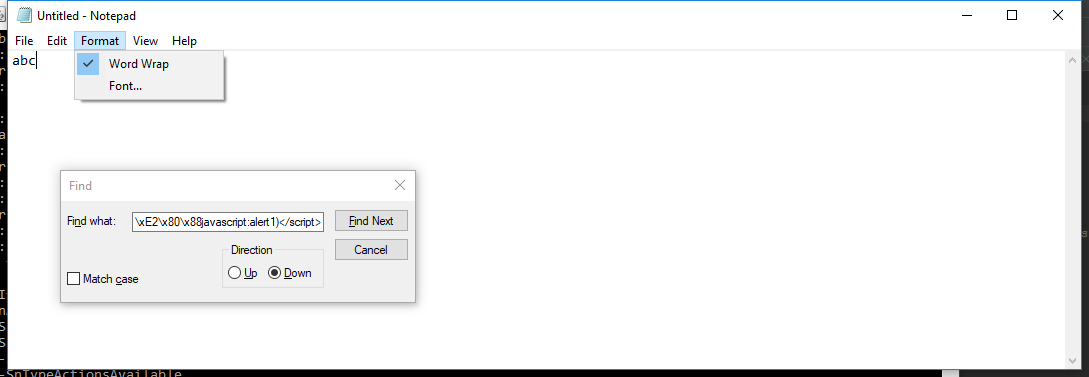 Untitled - Notepad
File Edit Format View Help
abc
Word Wrap
Font...
Find
Find what: \xE2\x80\x88javascript:alert1)</script> Find Next
Cancel
Direction
Up Down
Match case
-SnTypeActionsAvailable